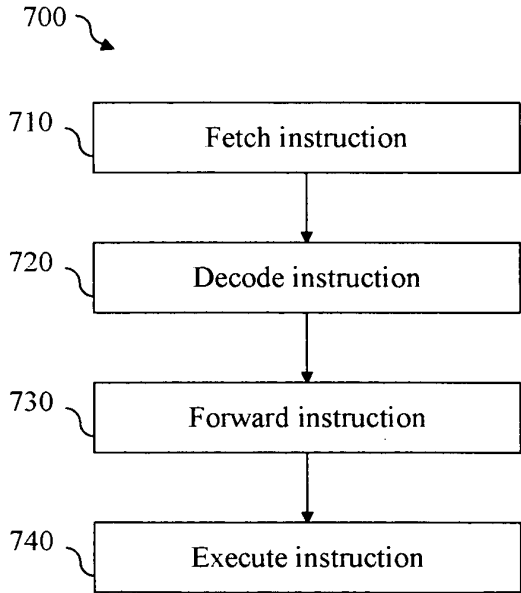 700
710
Fetch instruction
720
Decode instruction
730
Forward instruction
740
Execute instruction